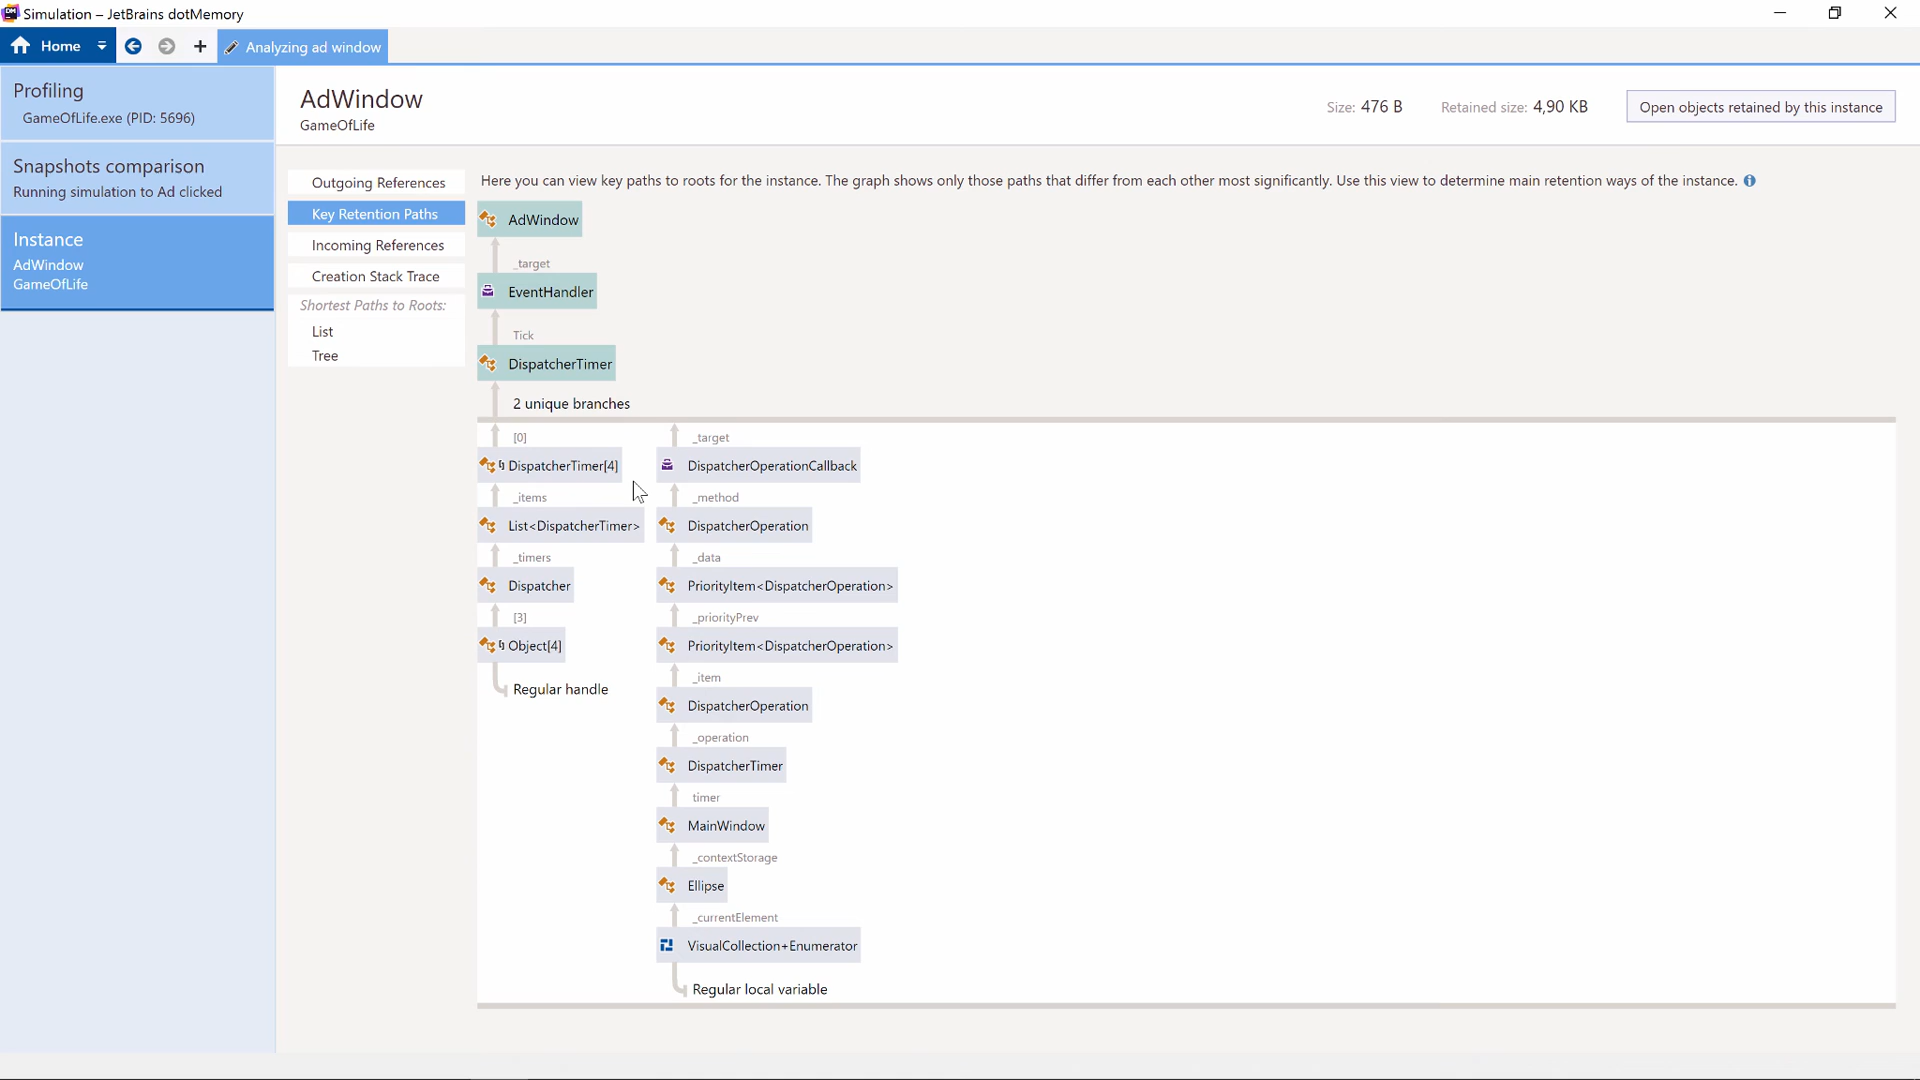 Simulation – JetBrains dotMemory
Home
Analyzing ad window
Profiling
GameOfLife.exe (PID: 5696)
Snapshots comparison
Running simulation to Ad clicked
Instance
AdWindow
GameOfLife
AdWindow
GameOfLife
Size: 476 B
Retained size: 4,90 KB
Open objects retained by this instance
Outgoing References
Key Retention Paths
Incoming References
Creation Stack Trace
Shortest Paths to Roots:
List
Tree
Here you can view key paths to roots for the instance. The graph shows only those paths that differ from each other most significantly. Use this view to determine main retention ways of the instance.
AdWindow
_target
EventHandler
Tick
DispatcherTimer
2 unique branches
[0]
DispatcherTimer[4]
_items
List<DispatcherTimer>
_timers
Dispatcher
[3]
Object[4]
Regular handle
_target
DispatcherOperationCallback
_method
DispatcherOperation
_data
PriorityItem<DispatcherOperation>
_priorityPrev
PriorityItem<DispatcherOperation>
_item
DispatcherOperation
_operation
DispatcherTimer
timer
MainWindow
_contextStorage
Ellipse
_currentElement
VisualCollection+Enumerator
Regular local variable